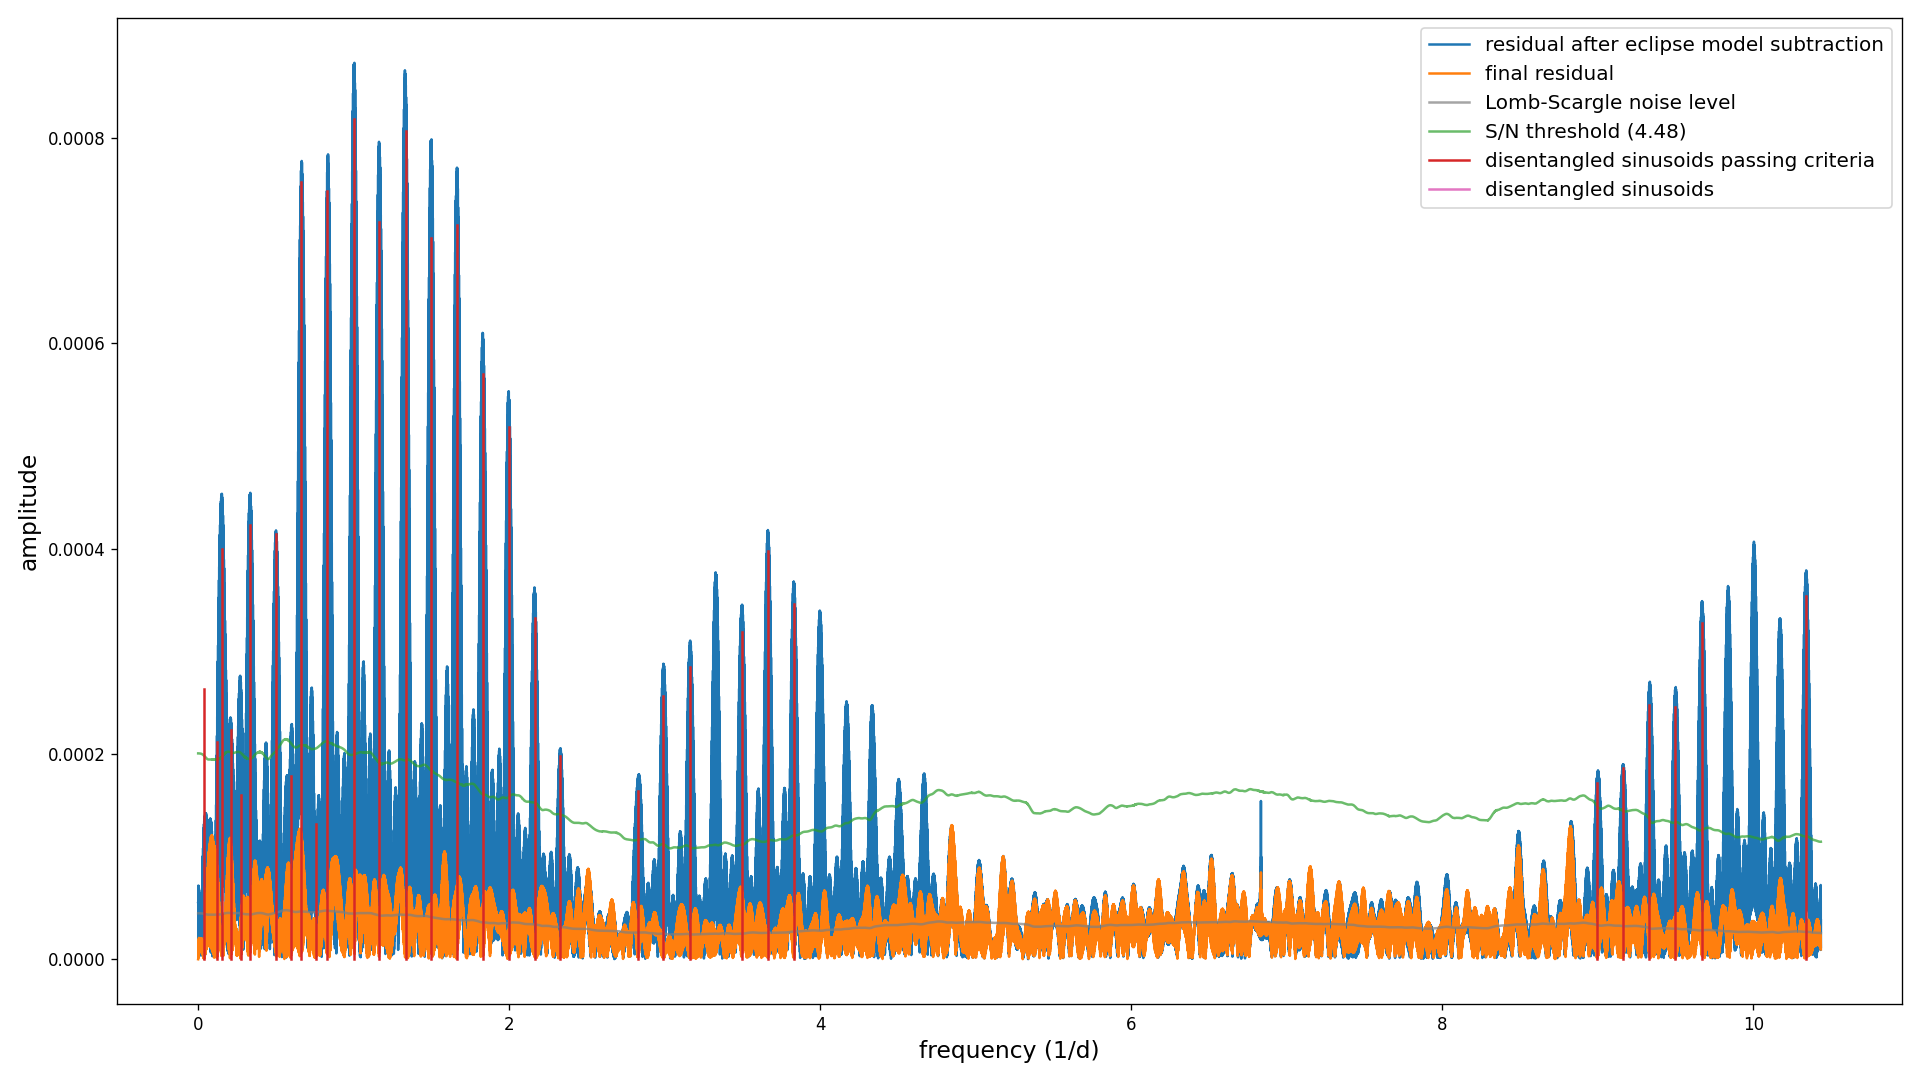 residual after eclipse model subtraction
final residual
Lomb-Scargle noise level
S/N threshold (4.48)
disentangled sinusoids passing criteria
disentangled sinusoids
amplitude
0.0008
0.0006
0.0004
0.0002
0.0000
0 2 4 6 8 10
frequency (1/d)